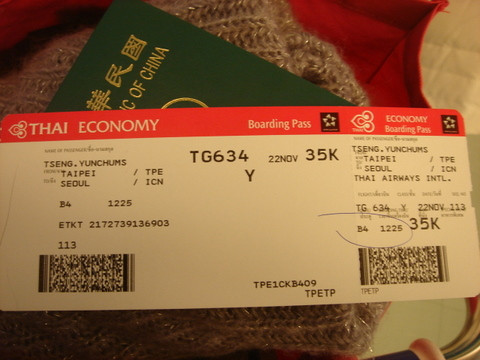 華民國
IC OF CHINA
THAI ECONOMY
Boarding Pass
TSENG.YUNCHUMS
TG634 22NOV 35K
TAIPEI / TPE
Y
SEOUL / ICN
B4 1225
ETKT 2172739136903
113
TPE1CKB409
TPETP
ECONOMY
Boarding Pass
TSENG.YUNCHUMS
TAIPEI / TPE
SEOUL / ICN
THAI AIRWAYS INTL.
TG 634 Y 22NOV 113
B4 1225 35K
TPETP